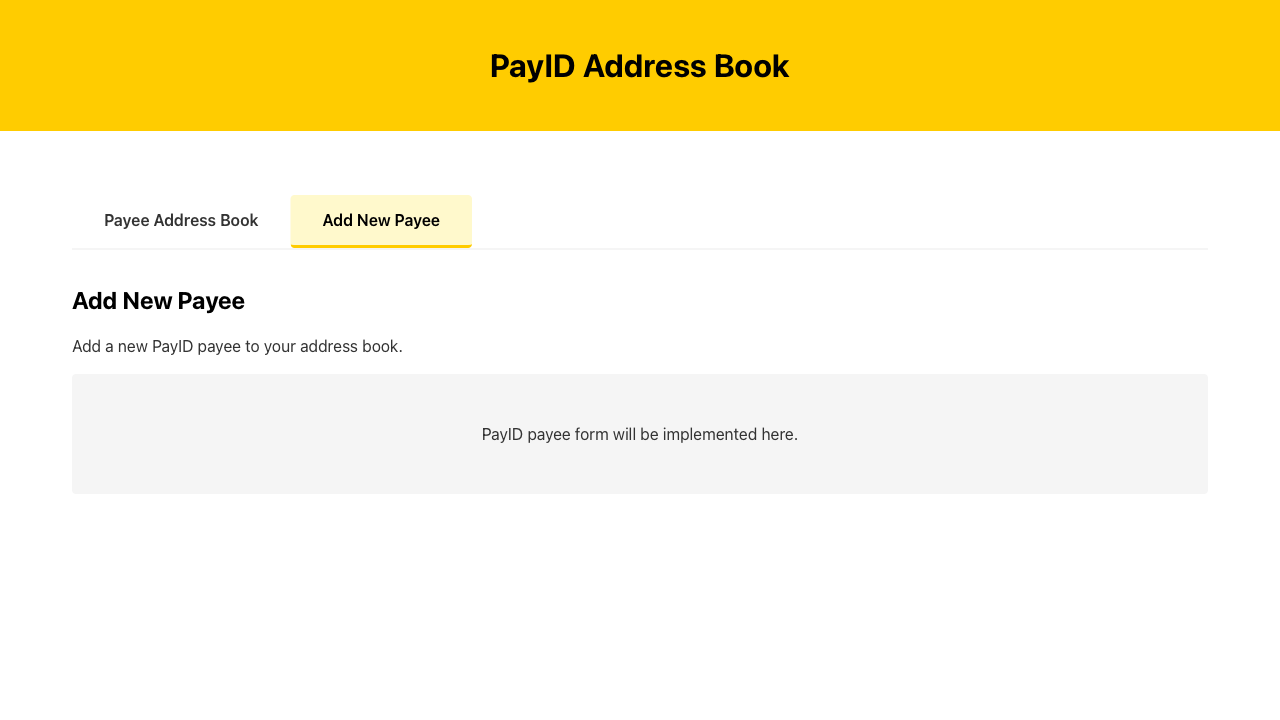 PayID Address Book
Payee Address Book
Add New Payee
Add New Payee
Add a new PayID payee to your address book.
PayID payee form will be implemented here.